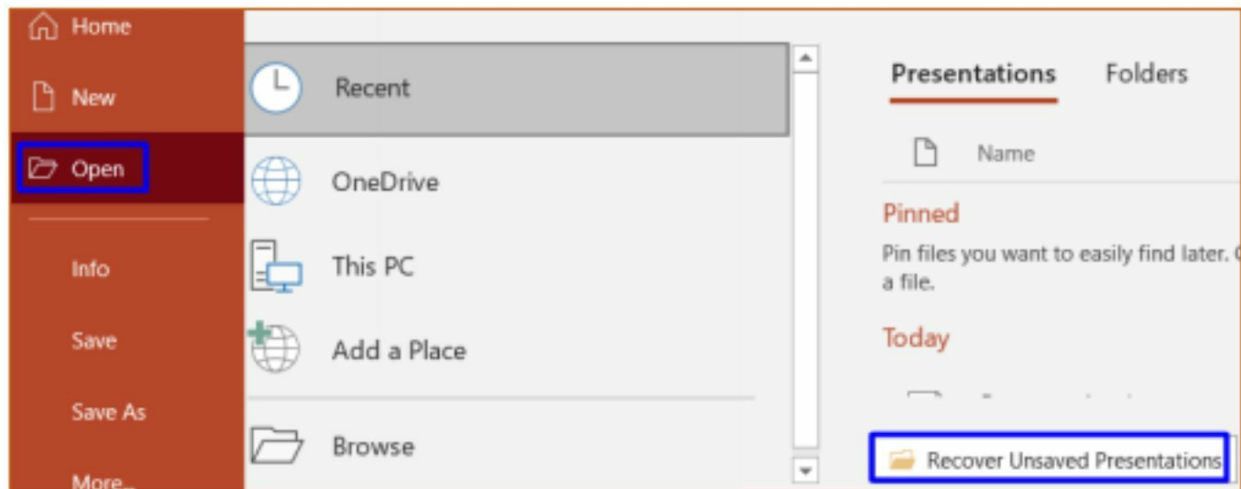 Home
New
Open
Info
Save
Save As
More...
Recent
OneDrive
This PC
Add a Place
Browse
Presentations Folders
Name
Pinned
Pin files you want to easily find later.
a file.
Today
Recover Unsaved Presentations